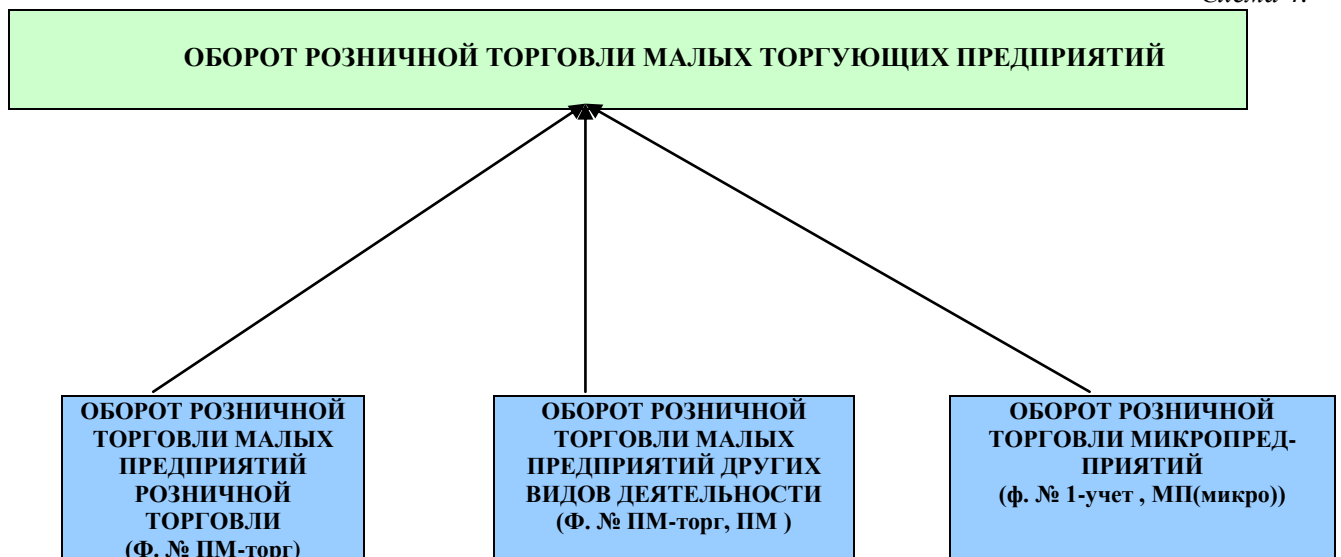 ОБОРОТ РОЗНИЧНОЙ ТОРГОВЛИ МАЛЫХ ТОРГУЮЩИХ ПРЕДПРИЯТИЙ
ОБОРОТ РОЗНИЧНОЙ
ТОРГОВЛИ МАЛЫХ
ПРЕДПРИЯТИЙ
РОЗНИЧНОЙ
ТОРГОВЛИ
(Ф. № ПМ-торг)
ОБОРОТ РОЗНИЧНОЙ
ТОРГОВЛИ МАЛЫХ
ПРЕДПРИЯТИЙ ДРУГИХ
ВИДОВ ДЕЯТЕЛЬНОСТИ
(Ф. № ПМ-торг, ПМ )
ОБОРОТ РОЗНИЧНОЙ
ТОРГОВЛИ МИКРОПРЕД-
ПРИЯТИЙ
(ф. № 1-учет , МП(микро))